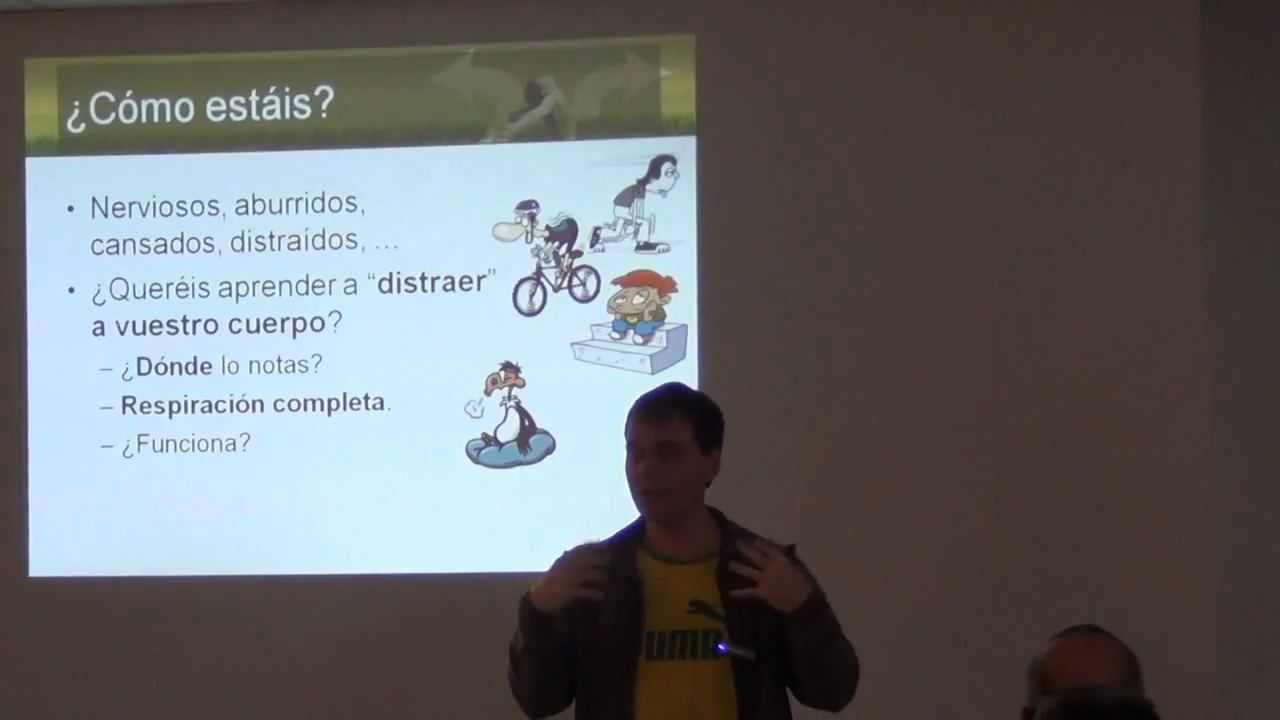 ¿Cómo estáis?
• Nerviosos, aburridos,
cansados, distraídos, ...
• ¿Queréis aprender a “distraer”
a vuestro cuerpo?
– ¿Dónde lo notas?
– Respiración completa.
– ¿Funciona?
PUMA